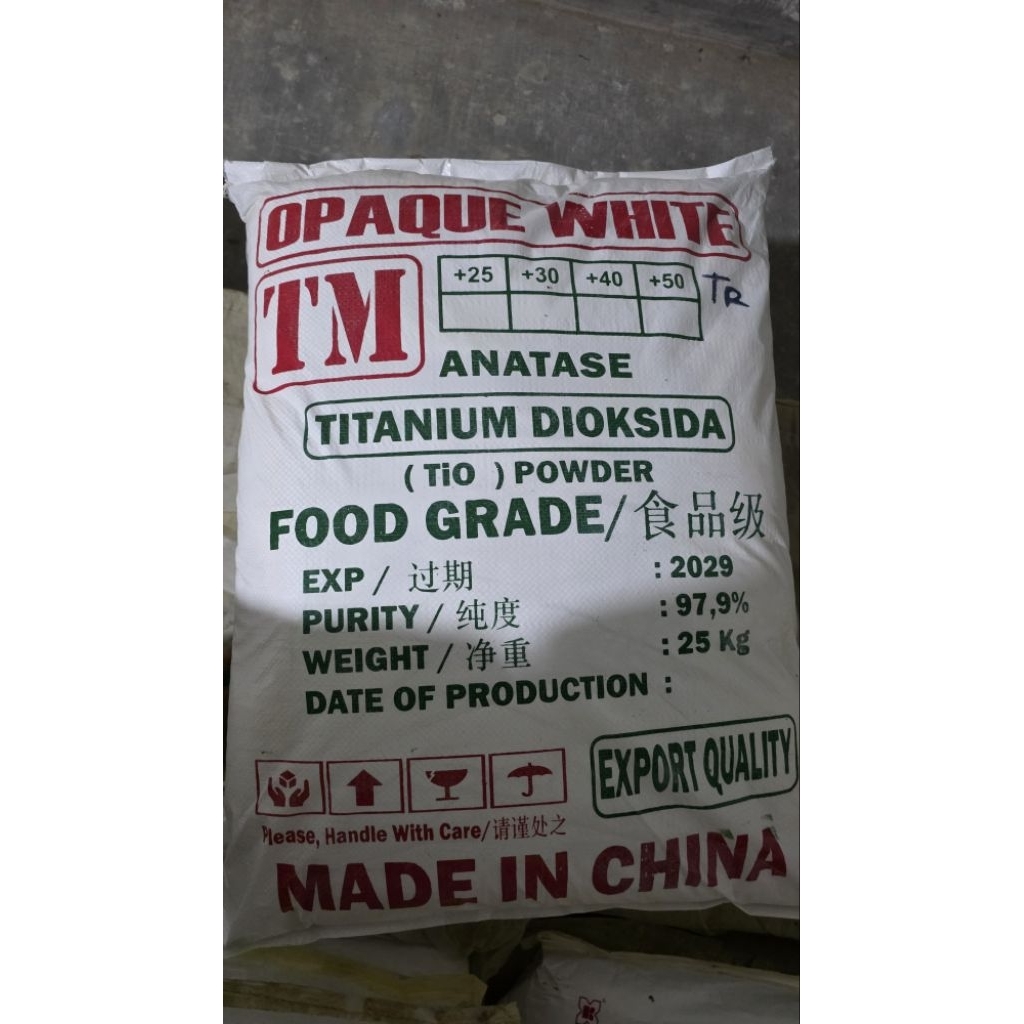 OPAQUE WHITE
TM
+25 +30 +40 +50 TR
ANATASE
TITANIUM DIOKSIDA
( TiO ) POWDER
FOOD GRADE/食品级
EXP / 过期 : 2029
PURITY / 纯度 : 97,9%
WEIGHT / 净重 : 25 Kg
DATE OF PRODUCTION :
EXPORT QUALITY
Please, Handle With Care/请谨处之
MADE IN CHINA